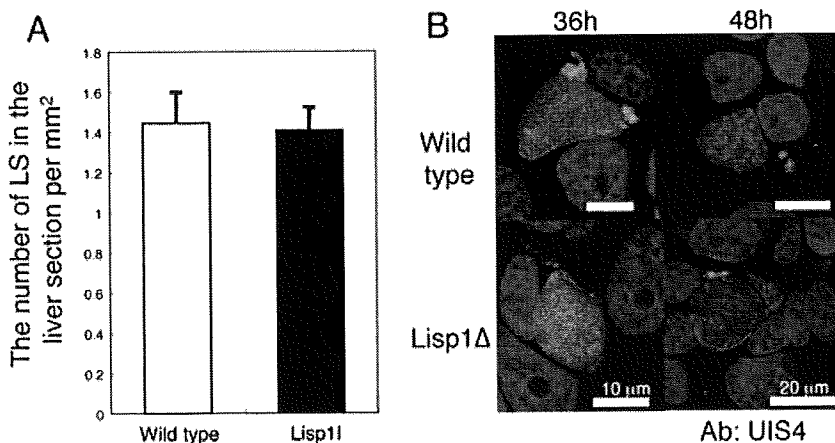 A
The number of LS in the
liver section per mm²
1.8
1.6
1.4
1.2
1
0.8
0.6
0.4
0.2
0
Wild type
Lisp1l
B
36h
48h
Wild
type
Lisp1Δ
10 μm
20 μm
Ab: UIS4